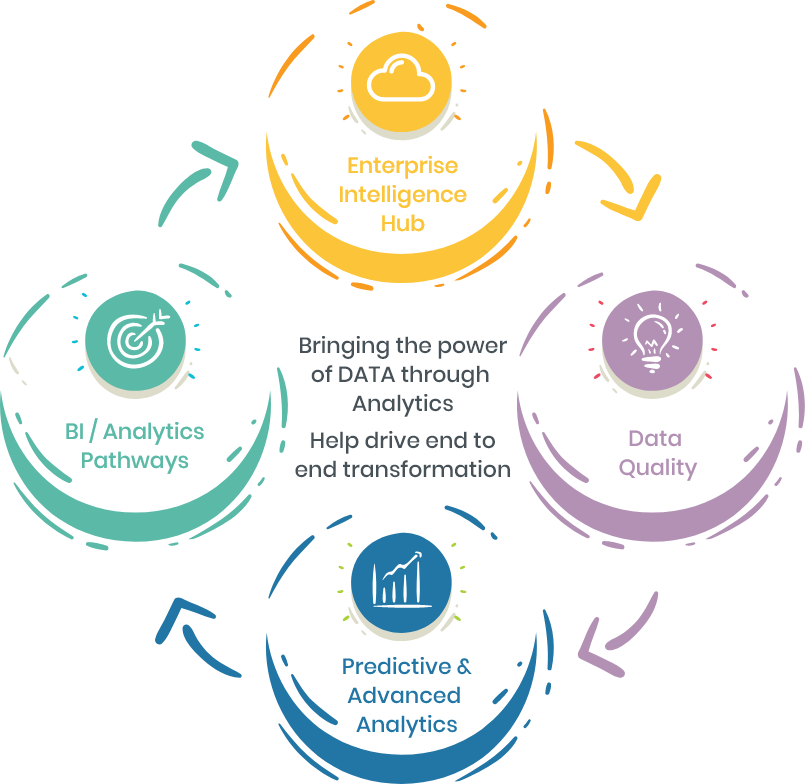 Enterprise
Intelligence
Hub
Bringing the power
of DATA through
Analytics
Help drive end to
end transformation
BI / Analytics
Pathways
Data
Quality
Predictive &
Advanced
Analytics